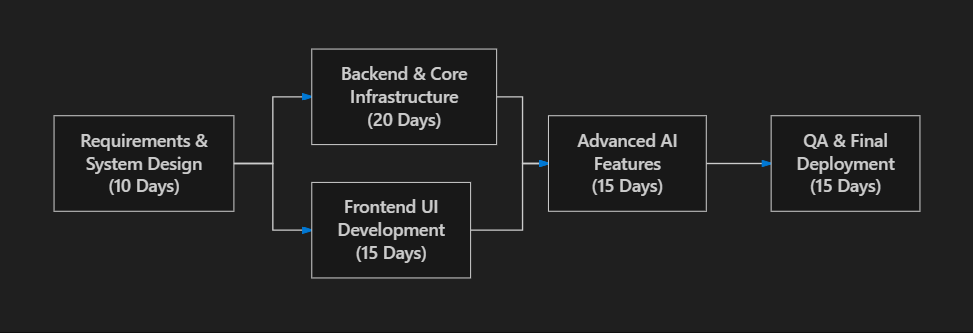 Requirements &
System Design
(10 Days)
Backend & Core
Infrastructure
(20 Days)
Frontend UI
Development
(15 Days)
Advanced AI
Features
(15 Days)
QA & Final
Deployment
(15 Days)